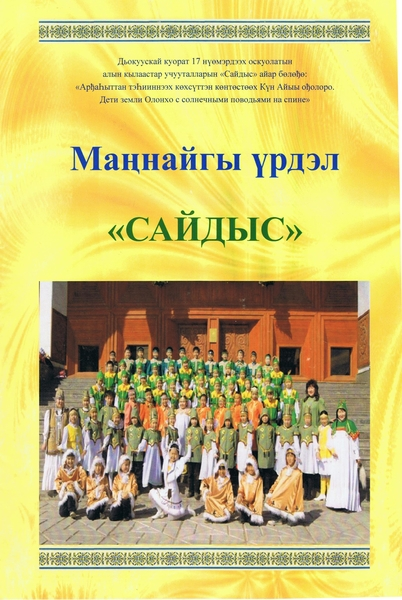 Дьокуускай куорат 17 нүөмэрдээх оскуолатын
алын кылаастар учууталларын «Сайдыс» айар бөлөҕө:
«Арҕаһыттан тэһииннээх көхсүттэн көнтөстөөх Күн Айыы оҕолоро.
Дети земли Олонхо с солнечными поводьями на спине»
Маҥнайгы үрдэл
«САЙДЫС»